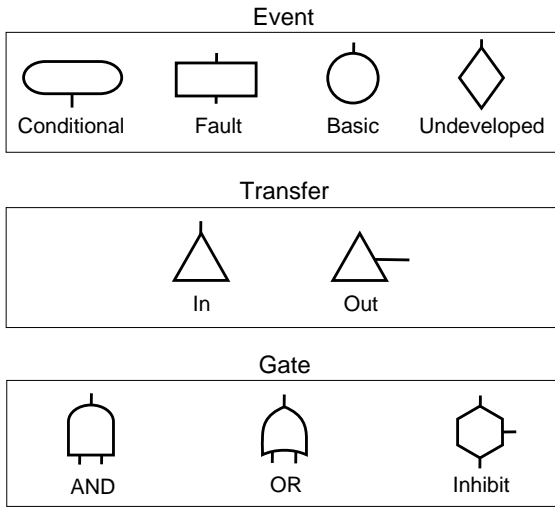 Event
Conditional Fault Basic Undeveloped
Transfer
In Out
Gate
AND OR Inhibit